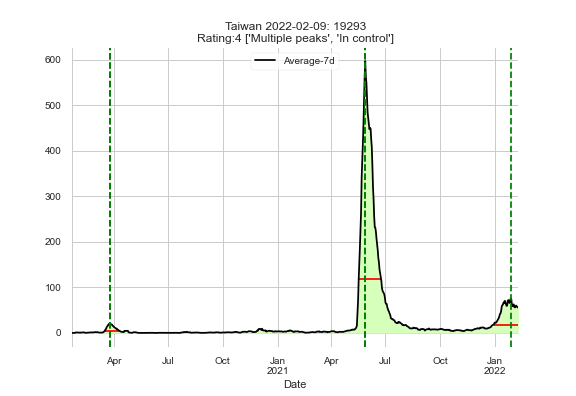 Taiwan 2022-02-09: 19293
Rating:4 ['Multiple peaks', 'In control']
Average-7d
600
500
400
300
200
100
0
Apr
Jul
Oct
Jan
2021
Apr
Jul
Oct
Jan
2022
Date